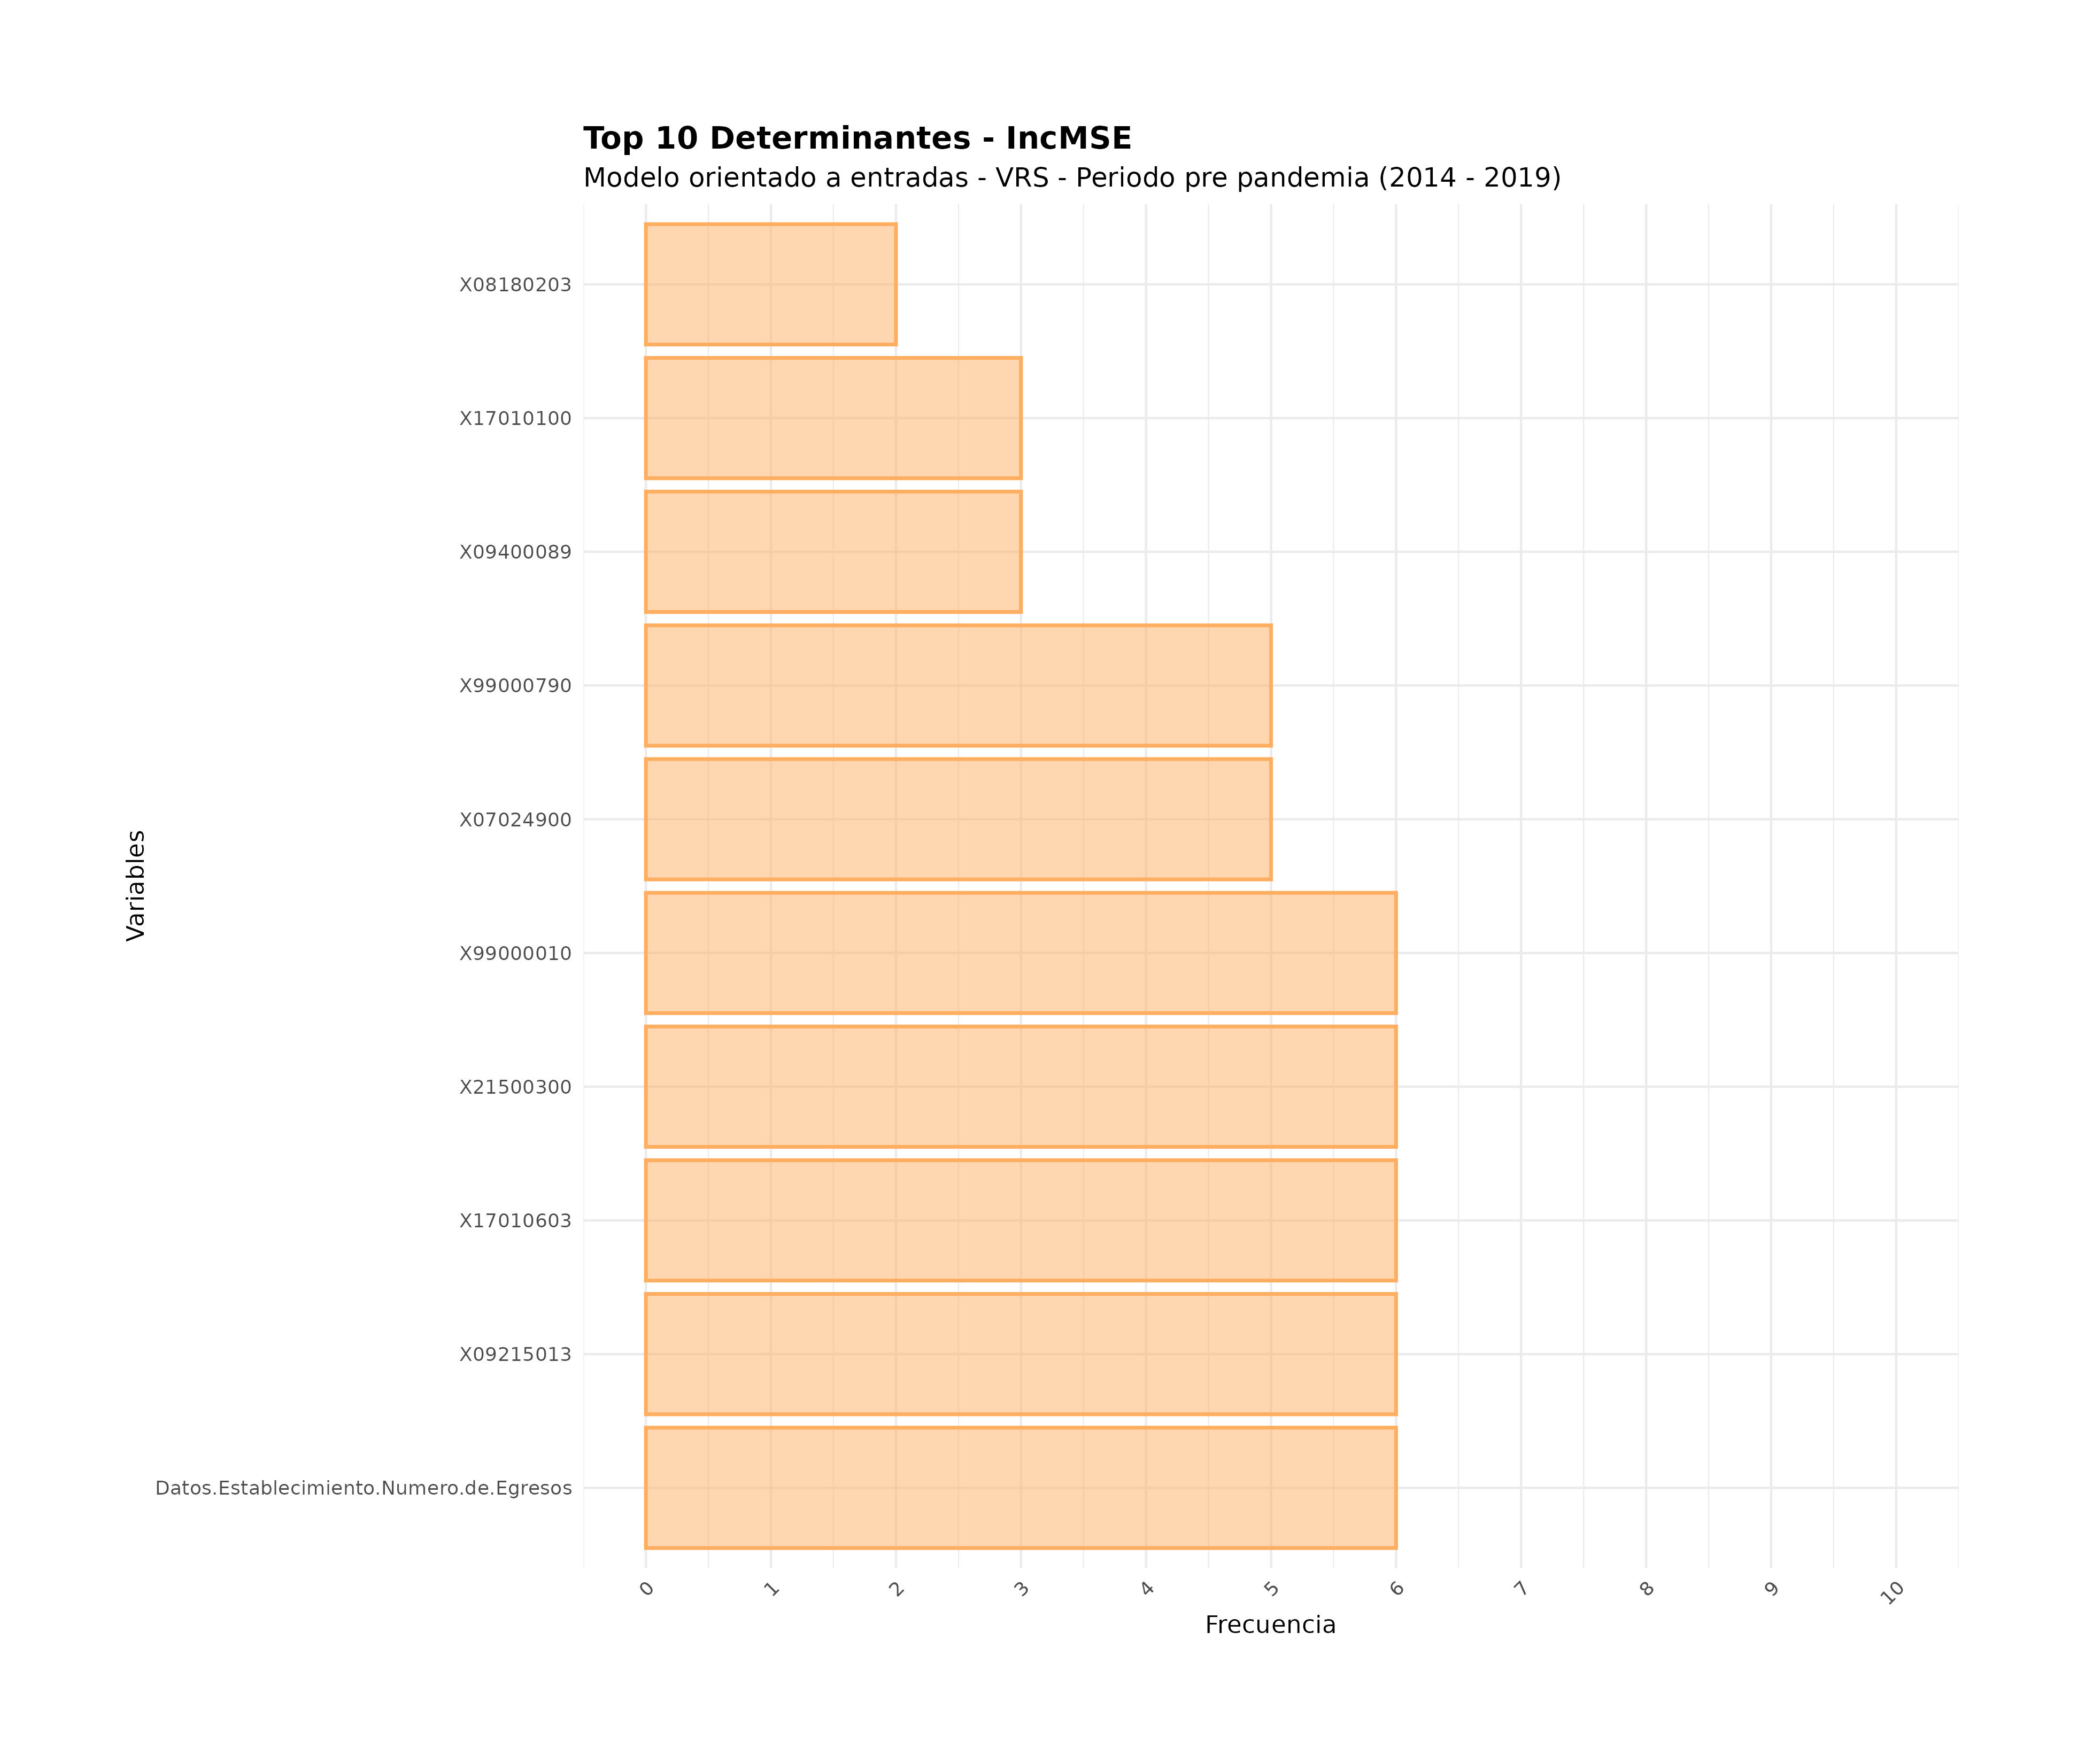 Top 10 Determinantes - IncMSE
Modelo orientado a entradas - VRS - Periodo pre pandemia (2014 - 2019)
Variables
X08180203
X17010100
X09400089
X99000790
X07024900
X99000010
X21500300
X17010603
X09215013
Datos.Establecimiento.Numero.de.Egresos
0 1 2 3 4 5 6 7 8 9 10
Frecuencia